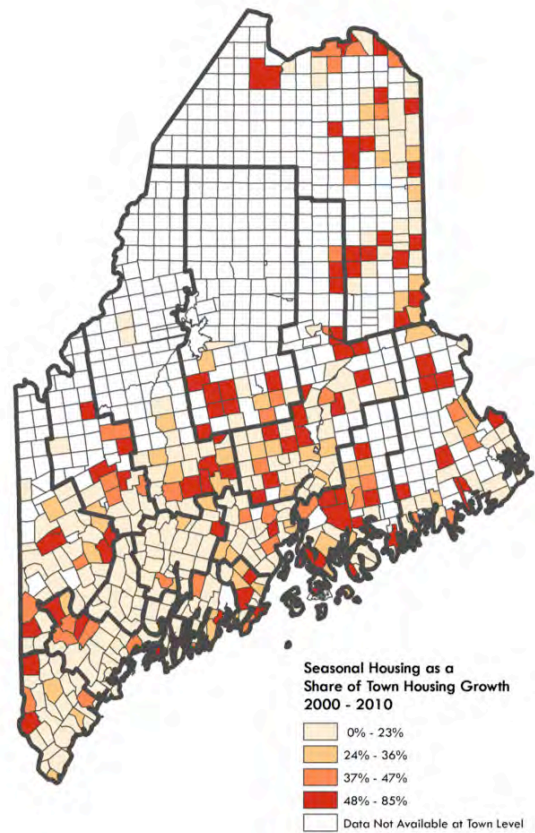 Seasonal Housing as a
Share of Town Housing Growth
2000 - 2010
0% - 23%
24% - 36%
37% - 47%
48% - 85%
Data Not Available at Town Level